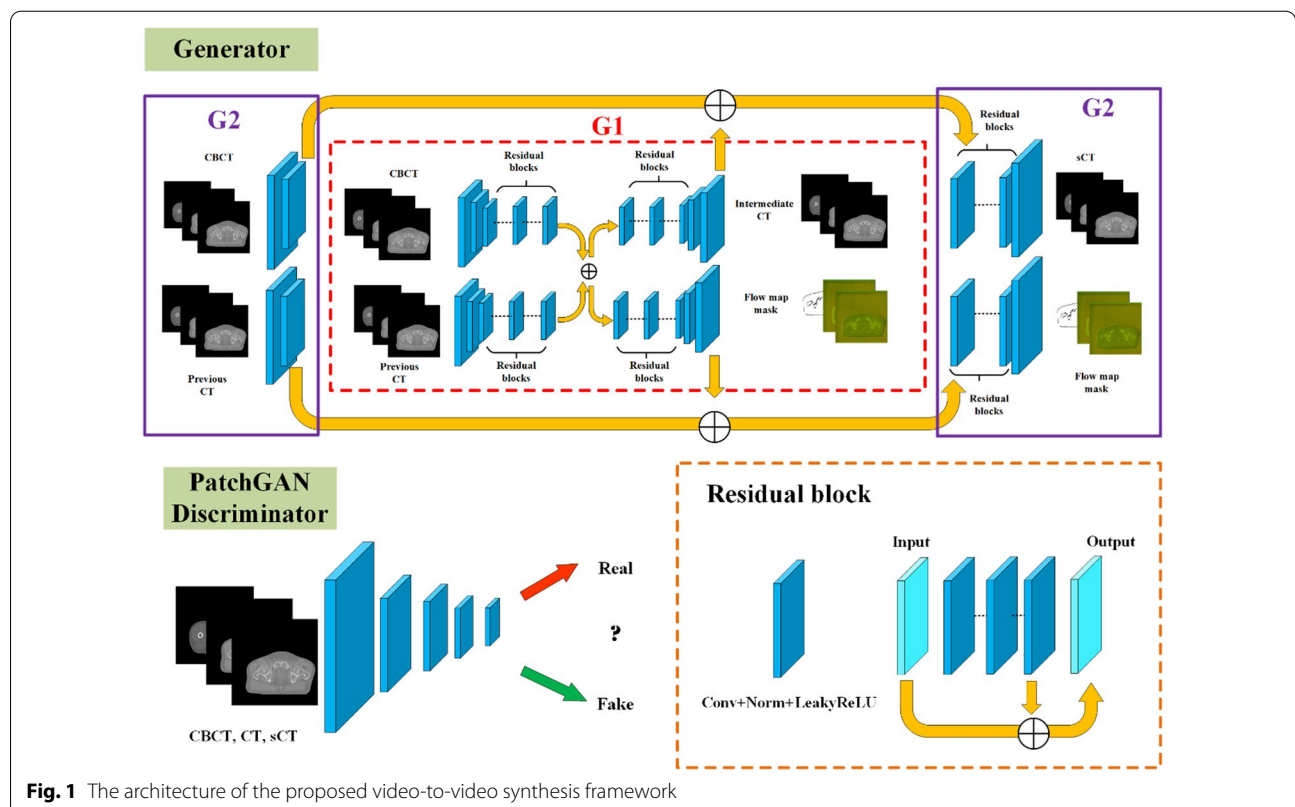 Generator
G2
CBCT
Previous
CT
G1
CBCT
Residual
blocks
Residual
blocks
Intermediate
CT
Previous
CT
Residual
blocks
Residual
blocks
Flow map
mask
G2
Residual
blocks
sCT
Residual
blocks
Flow map
mask
PatchGAN
Discriminator
Real
?
Fake
CBCT, CT, sCT
Residual block
Input
Output
Conv+Norm+LeakyReLU
Fig. 1 The architecture of the proposed video-to-video synthesis framework